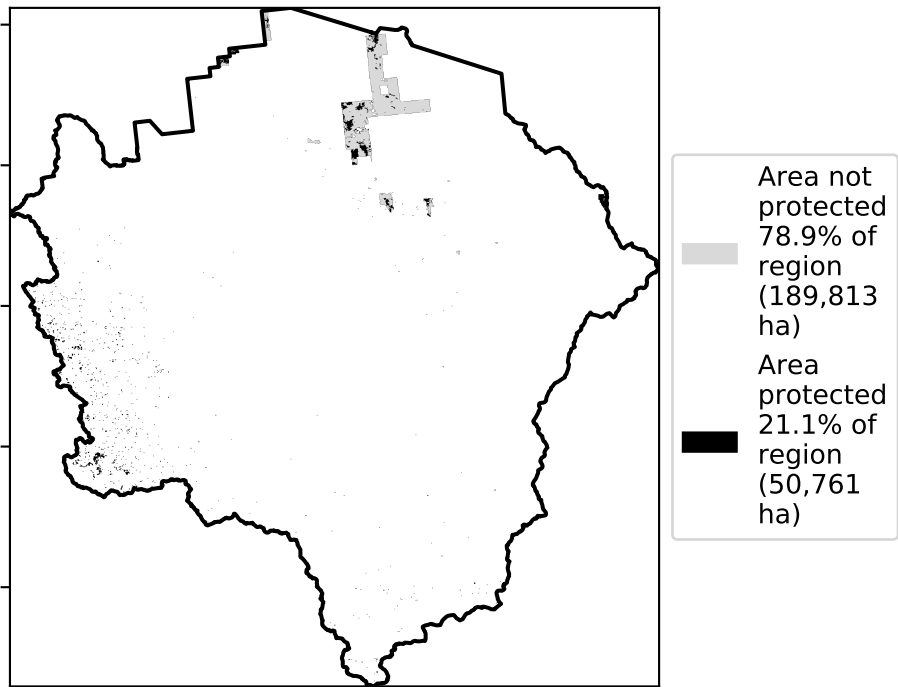 Area not
protected
78.9% of
region
(189,813
ha)
Area
protected
21.1% of
region
(50,761
ha)